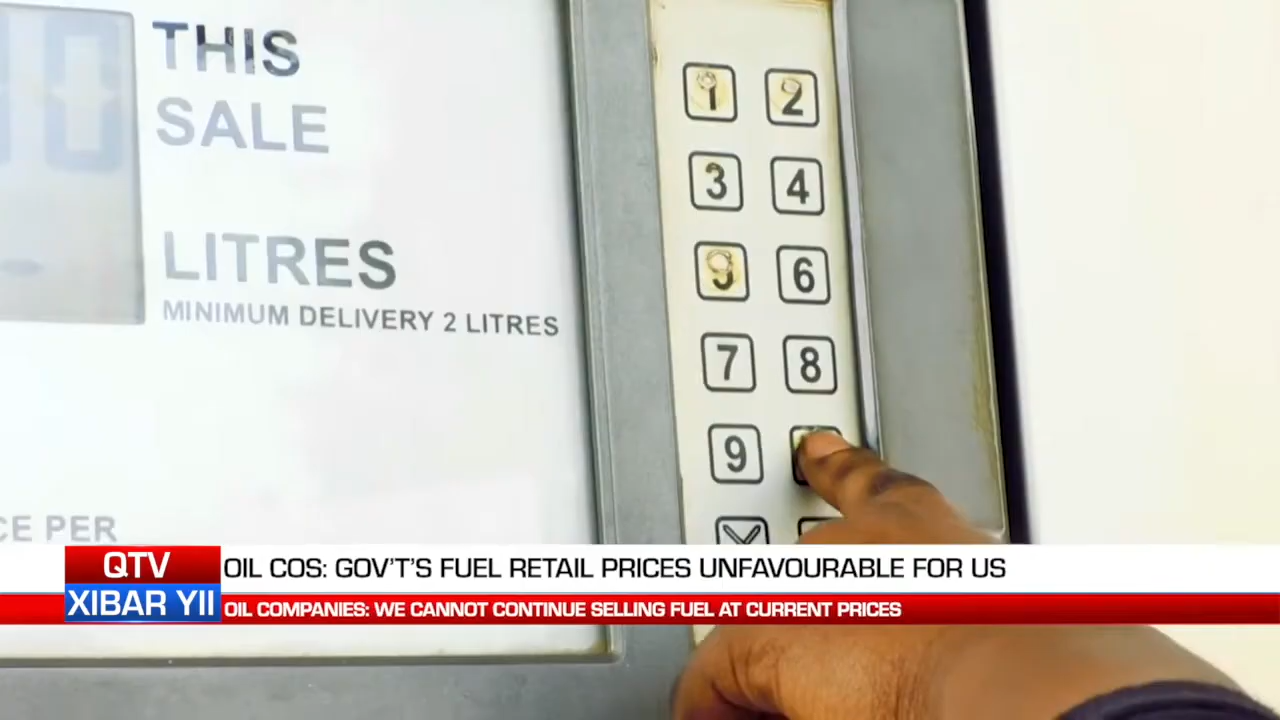 THIS
SALE
LITRES
MINIMUM DELIVERY 2 LITRES
1 2
3 4
5 6
7 8
9
CE PER
QTV
XIBAR YII
OIL COS: GOV'T'S FUEL RETAIL PRICES UNFAVOURABLE FOR US
OIL COMPANIES: WE CANNOT CONTINUE SELLING FUEL AT CURRENT PRICES